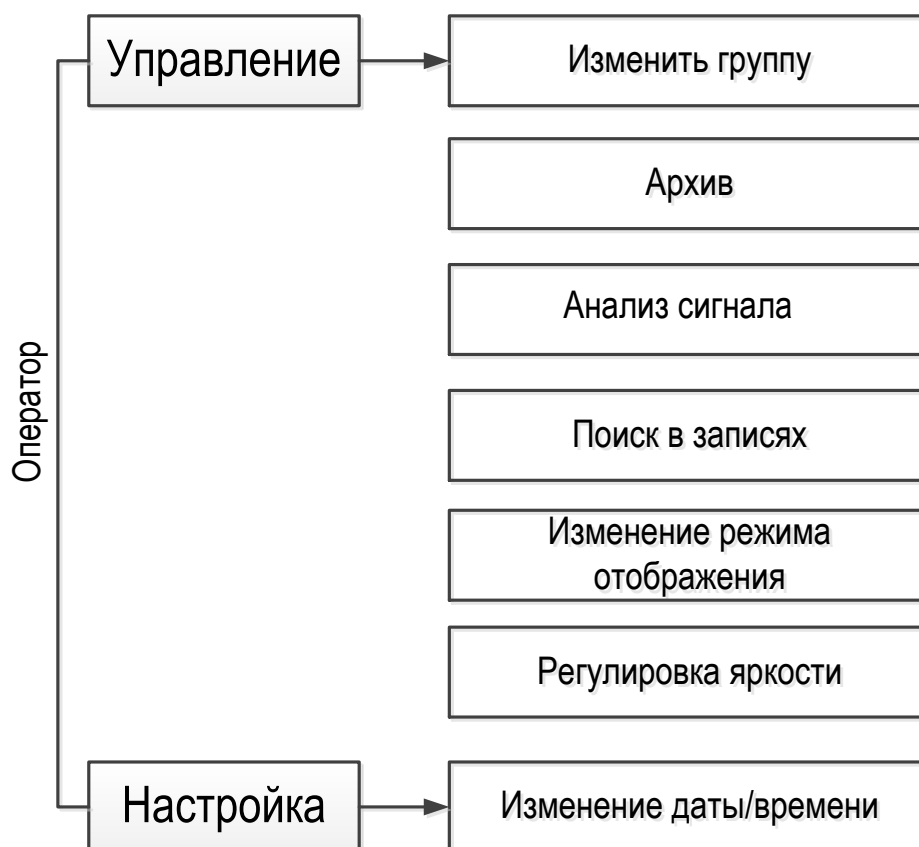 Управление
Изменить группу
Архив
Анализ сигнала
Оператор
Поиск в записях
Изменение режима
отображения
Регулировка яркости
Настройка
Изменение даты/времени